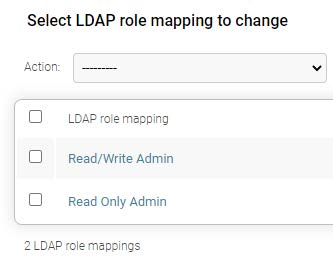 Select LDAP role mapping to change
Action: ---------
LDAP role mapping
Read/Write Admin
Read Only Admin
2 LDAP role mappings